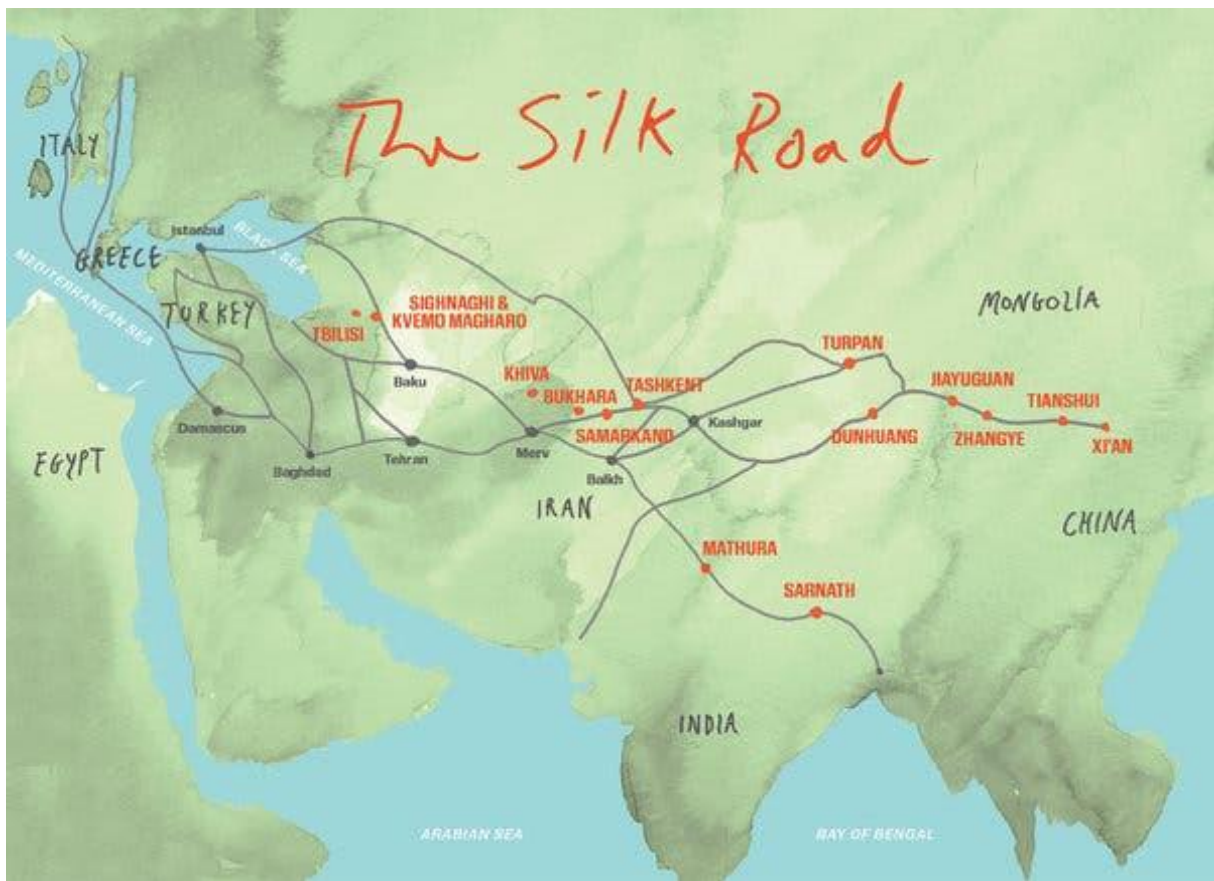 The Silk Road
ITALY
Istanbul
BLACK SEA
GREECE
MEDITERRANEAN SEA
TURKEY
MONGOLIA
SIGHNAGHI &
KVEMO MAGHARO
TBILISI
TURPAN
Baku
KHIVA
BUKHARA
TASHKENT
JIAYUGUAN
TIANSHUI
Damascus
SAMARKAND
Kashgar
DUNHUANG
ZHANGYE
XI'AN
EGYPT
Baghdad
Tehran
Merv
Balkh
IRAN
CHINA
MATHURA
SARNATH
INDIA
ARABIAN SEA
BAY OF BENGAL